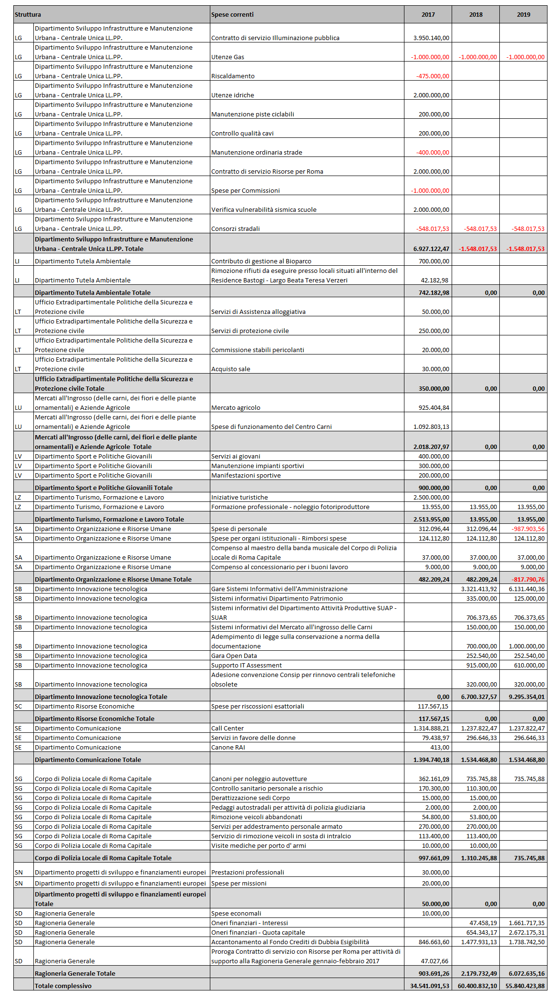 Struttura Spese correnti 2017 2018 2019
Dipartimento Sviluppo Infrastrutture e Manutenzione
LG Urbana - Centrale Unica LL.PP. Contratto di servizio Illuminazione pubblica 3.950.140,00
Dipartimento Sviluppo Infrastrutture e Manutenzione
LG Urbana - Centrale Unica LL.PP. Utenze Gas -1.000.000,00 -1.000.000,00 -1.000.000,00
Dipartimento Sviluppo Infrastrutture e Manutenzione
LG Urbana - Centrale Unica LL.PP. Riscaldamento -475.000,00
Dipartimento Sviluppo Infrastrutture e Manutenzione
LG Urbana - Centrale Unica LL.PP. Utenze idriche 2.000.000,00
Dipartimento Sviluppo Infrastrutture e Manutenzione
LG Urbana - Centrale Unica LL.PP. Manutenzione piste ciclabili 200.000,00
Dipartimento Sviluppo Infrastrutture e Manutenzione
LG Urbana - Centrale Unica LL.PP. Controllo qualità cavi 200.000,00
Dipartimento Sviluppo Infrastrutture e Manutenzione
LG Urbana - Centrale Unica LL.PP. Manutenzione ordinaria strade -400.000,00
Dipartimento Sviluppo Infrastrutture e Manutenzione
LG Urbana - Centrale Unica LL.PP. Contratto di servizio Risorse per Roma 2.000.000,00
Dipartimento Sviluppo Infrastrutture e Manutenzione
LG Urbana - Centrale Unica LL.PP. Spese per Commissioni -1.000.000,00
Dipartimento Sviluppo Infrastrutture e Manutenzione
LG Urbana - Centrale Unica LL.PP. Verifica vulnerabilità sismica scuole 2.000.000,00
Dipartimento Sviluppo Infrastrutture e Manutenzione
LG Urbana - Centrale Unica LL.PP. Consorzi stradali -548.017,53 -548.017,53 -548.017,53
Dipartimento Sviluppo Infrastrutture e Manutenzione
Urbana - Centrale Unica LL.PP. Totale 6.927.122,47 -1.548.017,53 -1.548.017,53
LI Dipartimento Tutela Ambientale Contributo di gestione al Bioparco 700.000,00
Rimozione rifiuti da eseguire presso locali situati all'interno del
LI Dipartimento Tutela Ambientale Residence Bastogi - Largo Beata Teresa Verzeri 42.182,98
Dipartimento Tutela Ambientale Totale 742.182,98 0,00 0,00
Ufficio Extradipartimentale Politiche della Sicurezza e
LT Protezione civile Servizi di Assistenza alloggiativa 50.000,00
Ufficio Extradipartimentale Politiche della Sicurezza e
LT Protezione civile Servizi di protezione civile 250.000,00
Ufficio Extradipartimentale Politiche della Sicurezza e
LT Protezione civile Commissione stabili pericolanti 20.000,00
Ufficio Extradipartimentale Politiche della Sicurezza e
LT Protezione civile Acquisto sale 30.000,00
Ufficio Extradipartimentale Politiche della Sicurezza e
Protezione civile Totale 350.000,00 0,00 0,00
Mercati all'Ingrosso (delle carni, dei fiori e delle piante
LU ornamentali) e Aziende Agricole Mercato agricolo 925.404,84
Mercati all'Ingrosso (delle carni, dei fiori e delle piante
LU ornamentali) e Aziende Agricole Spese di funzionamento del Centro Carni 1.092.803,13
Mercati all'Ingrosso (delle carni, dei fiori e delle piante
ornamentali) e Aziende Agricole Totale 2.018.207,97 0,00 0,00
LV Dipartimento Sport e Politiche Giovanili Servizi ai giovani 400.000,00
LV Dipartimento Sport e Politiche Giovanili Manutenzione impianti sportivi 300.000,00
LV Dipartimento Sport e Politiche Giovanili Manifestazioni sportive 200.000,00
Dipartimento Sport e Politiche Giovanili Totale 900.000,00 0,00 0,00
LZ Dipartimento Turismo, Formazione e Lavoro Iniziative turistiche 2.500.000,00
LZ Dipartimento Turismo, Formazione e Lavoro Formazione professionale - noleggio fotoriproduttore 13.955,00 13.955,00 13.955,00
Dipartimento Turismo, Formazione e Lavoro Totale 2.513.955,00 13.955,00 13.955,00
SA Dipartimento Organizzazione e Risorse Umane Spese di personale 312.096,44 312.096,44 -987.903,56
SA Dipartimento Organizzazione e Risorse Umane Spese per organi istituzionali - Rimborsi spese 124.112,80 124.112,80 124.112,80
Compenso al maestro della banda musicale del Corpo di Polizia
SA Dipartimento Organizzazione e Risorse Umane Locale di Roma Capitale 37.000,00 37.000,00 37.000,00
SA Dipartimento Organizzazione e Risorse Umane Compenso al concessionario per i buoni lavoro 9.000,00 9.000,00 9.000,00
Dipartimento Organizzazione e Risorse Umane Totale 482.209,24 482.209,24 -817.790,76
SB Dipartimento Innovazione tecnologica Gare Sistemi Informativi dell'Amministrazione 3.321.413,92 6.131.440,36
SB Dipartimento Innovazione tecnologica Sistemi informativi Dipartimento Patrimonio 335.000,00 125.000,00
Sistemi informativi del Dipartimento Attività Produttive SUAP -
SB Dipartimento Innovazione tecnologica SUAR 706.373,65 706.373,65
SB Dipartimento Innovazione tecnologica Sistemi informativi del Mercato all'ingrosso delle Carni 150.000,00 150.000,00
Adempimento di legge sulla conservazione a norma della
SB Dipartimento Innovazione tecnologica documentazione 700.000,00 1.000.000,00
SB Dipartimento Innovazione tecnologica Gara Open Data 252.540,00 252.540,00
SB Dipartimento Innovazione tecnologica Supporto IT Assessment 915.000,00 610.000,00
Adesione convenzione Consip per rinnovo centrali telefoniche
SB Dipartimento Innovazione tecnologica obsolete 320.000,00 320.000,00
Dipartimento Innovazione tecnologica Totale 0,00 6.700.327,57 9.295.354,01
SC Dipartimento Risorse Economiche Spese per riscossioni esattoriali 117.567,15
Dipartimento Risorse Economiche Totale 117.567,15 0,00 0,00
SE Dipartimento Comunicazione Call Center 1.314.888,21 1.237.822,47 1.237.822,47
SE Dipartimento Comunicazione Servizi in favore delle donne 79.438,97 296.646,33 296.646,33
SE Dipartimento Comunicazione Canone RAI 413,00
Dipartimento Comunicazione Totale 1.394.740,18 1.534.468,80 1.534.468,80
SG Corpo di Polizia Locale di Roma Capitale Canoni per noleggio autovetture 362.161,09 735.745,88 735.745,88
SG Corpo di Polizia Locale di Roma Capitale Controllo sanitario personale a rischio 170.300,00 110.300,00
SG Corpo di Polizia Locale di Roma Capitale Derattizzazione sedi Corpo 15.000,00 15.000,00
SG Corpo di Polizia Locale di Roma Capitale Pedaggi autostradali per attività di polizia giudiziaria 2.000,00 2.000,00
SG Corpo di Polizia Locale di Roma Capitale Rimozione veicoli abbandonati 54.800,00 53.800,00
SG Corpo di Polizia Locale di Roma Capitale Servizi per addestramento personale armato 270.000,00 270.000,00
SG Corpo di Polizia Locale di Roma Capitale Servizio di rimozione veicoli in sosta di intralcio 113.400,00 113.400,00
SG Corpo di Polizia Locale di Roma Capitale Visite mediche per porto d' armi 10.000,00 10.000,00
Corpo di Polizia Locale di Roma Capitale Totale 997.661,09 1.310.245,88 735.745,88
SN Dipartimento progetti di sviluppo e finanziamenti europei Prestazioni professionali 30.000,00
SN Dipartimento progetti di sviluppo e finanziamenti europei Spese per missioni 20.000,00
Dipartimento progetti di sviluppo e finanziamenti europei
Totale 50.000,00 0,00 0,00
SD Ragioneria Generale Spese economali 10.000,00
SD Ragioneria Generale Oneri finanziari - Interessi 47.458,19 1.661.717,35
SD Ragioneria Generale Oneri finanziari - Quota capitale 654.343,17 2.672.175,31
SD Ragioneria Generale Accantonamento al Fondo Crediti di Dubbia Esigibilità 846.663,60 1.477.931,13 1.738.742,50
Proroga Contratto di servizio con Risorse per Roma per attività di
SD Ragioneria Generale supporto alla Ragioneria Generale gennaio-febbraio 2017 47.027,66
Ragioneria Generale Totale 903.691,26 2.179.732,49 6.072.635,16
Totale complessivo 34.541.091,53 60.400.832,10 55.840.423,88